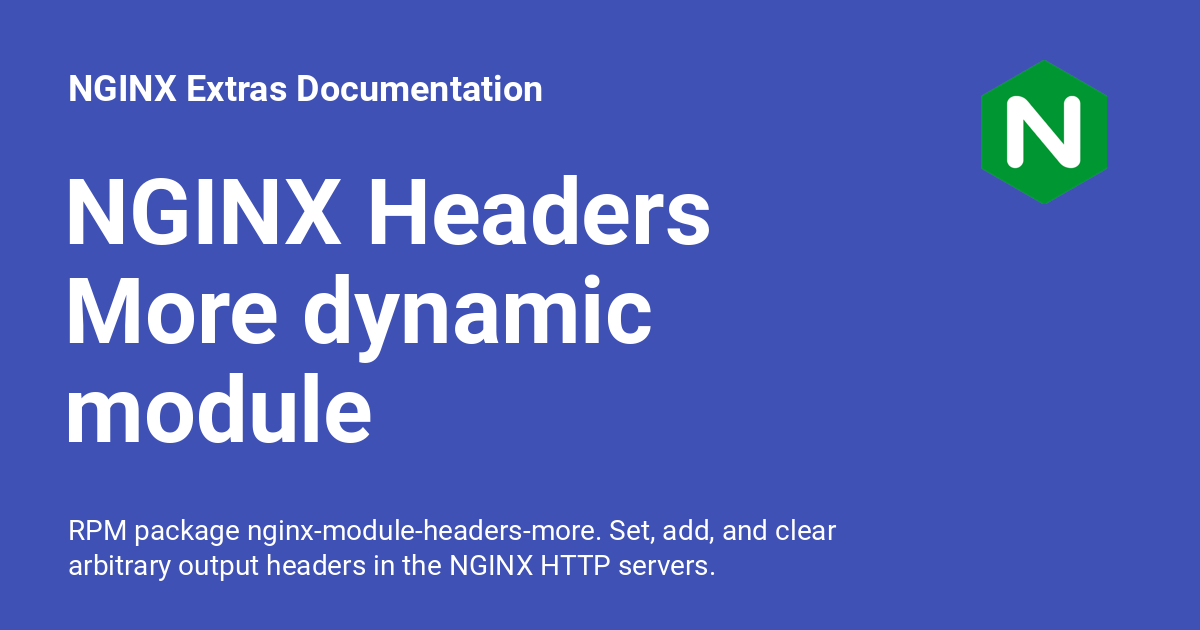 NGINX Extras Documentation
N
NGINX Headers
More dynamic
module
RPM package nginx-module-headers-more. Set, add, and clear
arbitrary output headers in the NGINX HTTP servers.